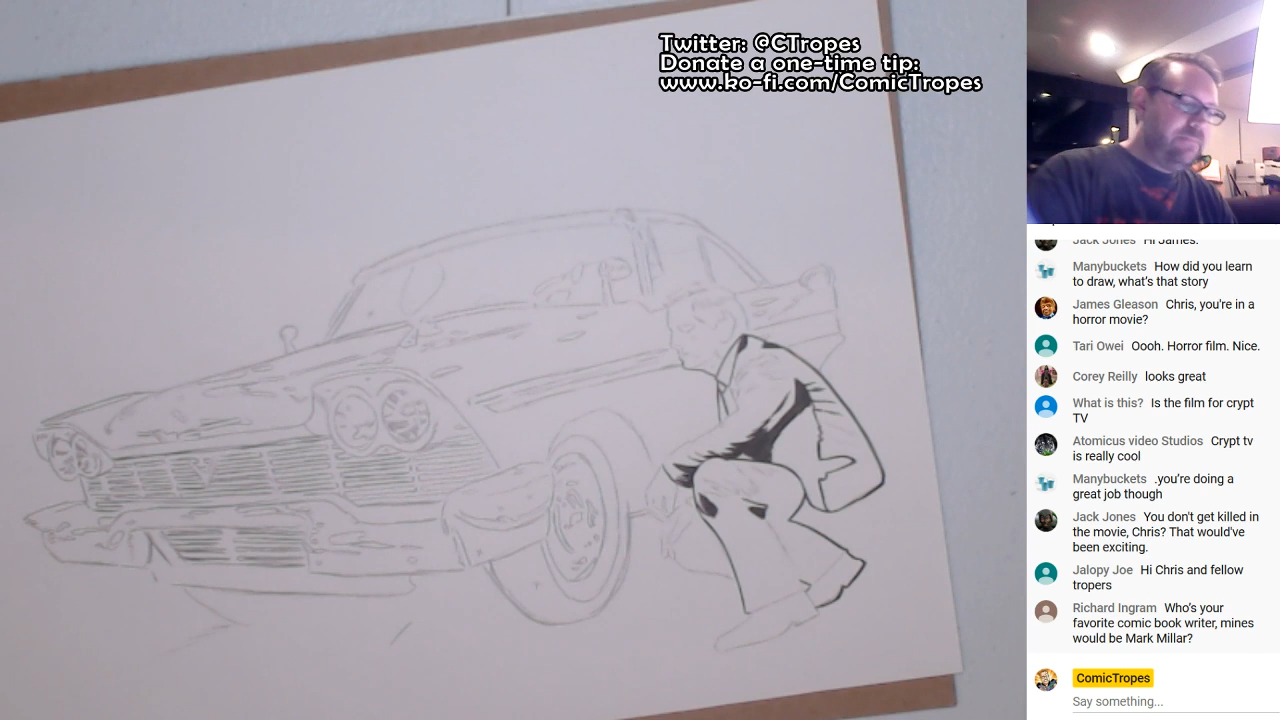 Twitter: @CTropes
Donate a one-time tip:
www.ko-fi.com/ComicTropes
Jack Jones Hi James.
Manybuckets How did you learn
to draw, what's that story
James Gleason Chris, you're in a
horror movie?
Tari Owei Oooh. Horror film. Nice.
Corey Reilly looks great
What is this? Is the film for crypt
TV
Atomicus video Studios Crypt tv
is really cool
Manybuckets .you're doing a
great job though
Jack Jones You don't get killed in
the movie, Chris? That would've
been exciting.
Jalopy Joe Hi Chris and fellow
tropers
Richard Ingram Who's your
favorite comic book writer, mines
would be Mark Millar?
ComicTropes
Say something...